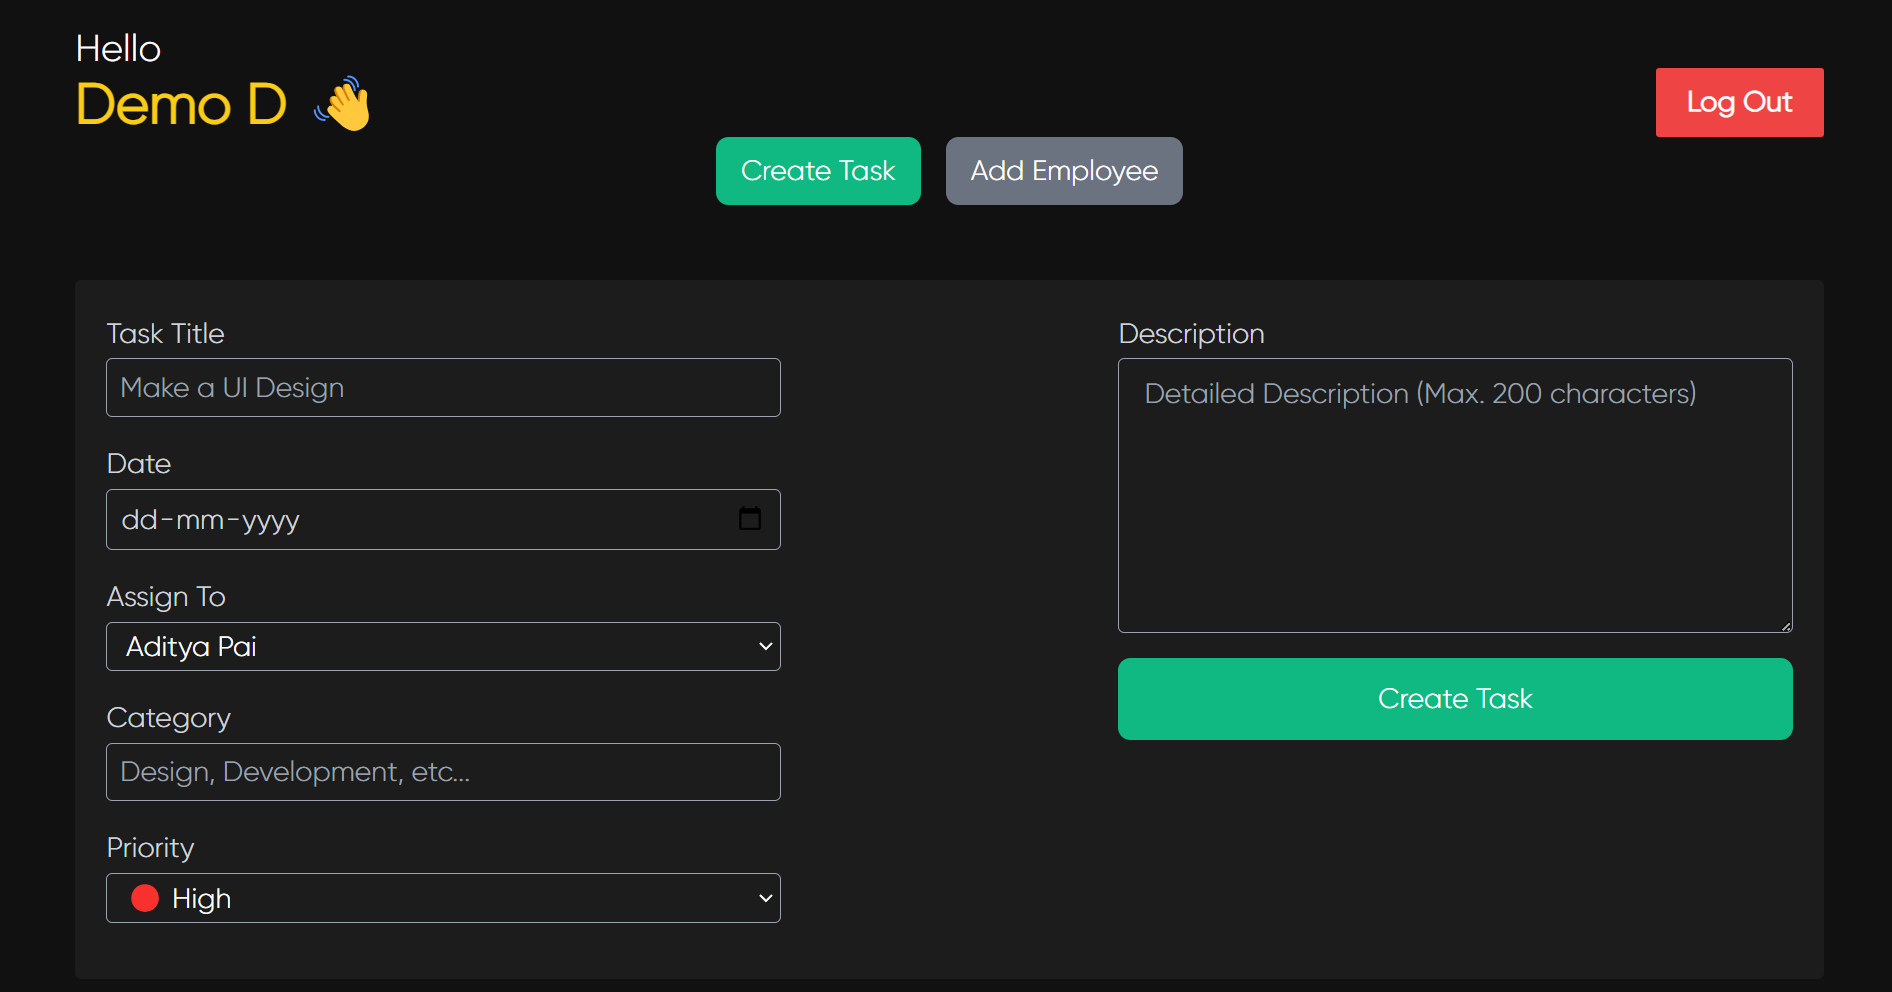 Hello
Demo D 👋
Log Out
Create Task
Add Employee
Task Title
Make a UI Design
Date
dd-mm-yyyy
Assign To
Aditya Pai
Category
Design, Development, etc...
Priority
🔴 High
Description
Detailed Description (Max. 200 characters)
Create Task